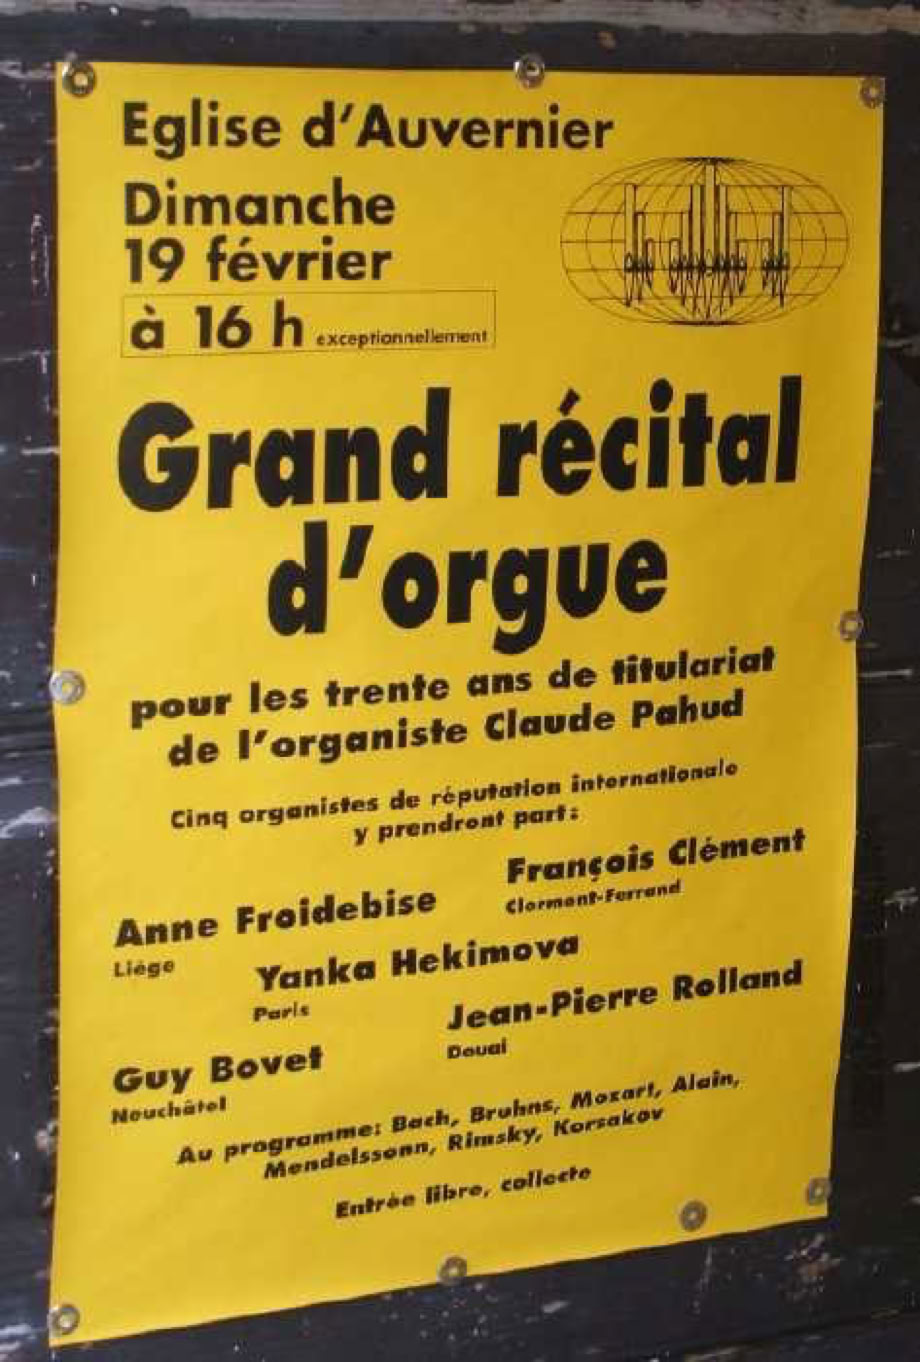 Eglise d'Auvernier
Dimanche
19 février
à 16 h exceptionnellement
Grand récital
d'orgue
pour les trente ans de titulariat
de l'organiste Claude Pahud
Cinq organistes de réputation internationale
y prendront part:
François Clément
Clermont-Ferrand
Anne Froidebise
Liége
Yanka Hekimova
Paris
Jean-Pierre Rolland
Douai
Guy Bovet
Neuchâtel
Au programme: Bach, Bruhns, Mozart, Alain,
Mendelssonn, Rimsky, Korsakov
Entrée libre, collecte